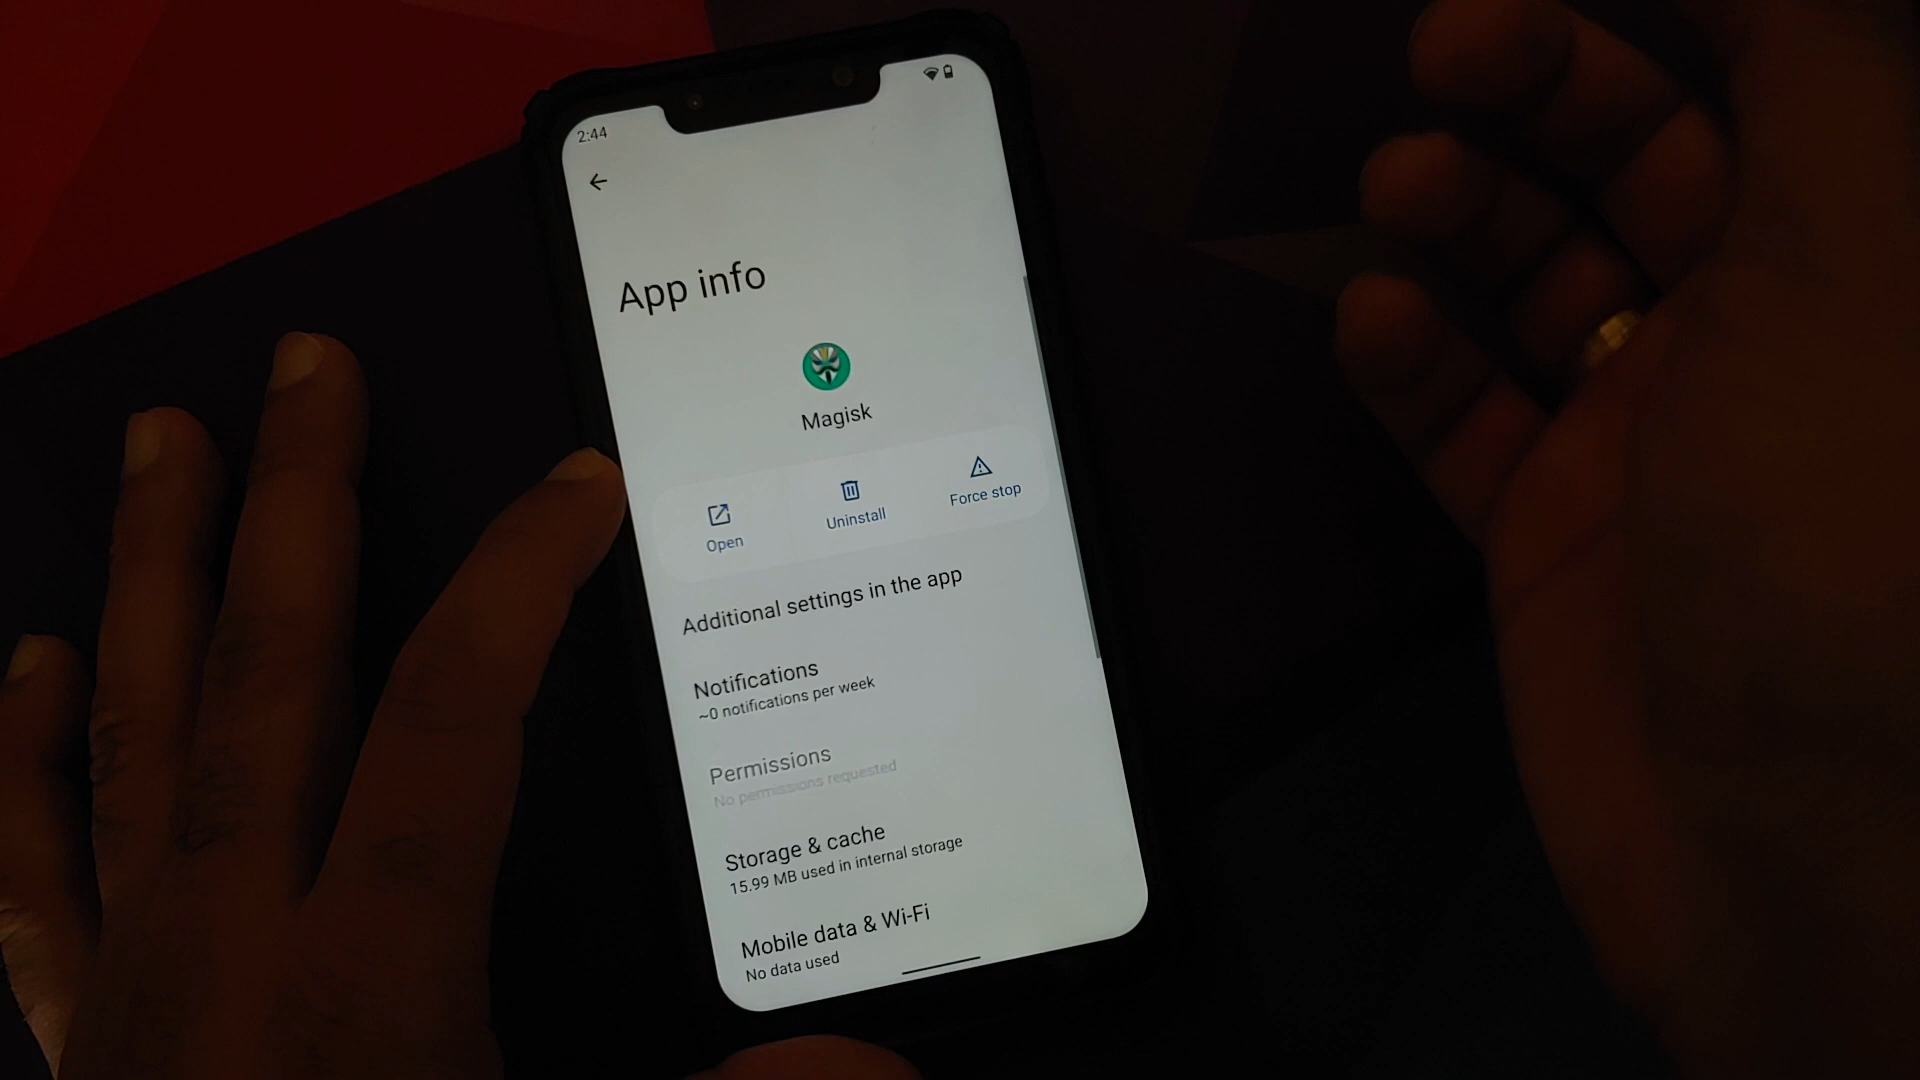 2:44
App info
Magisk
Open
Uninstall
Force stop
Additional settings in the app
Notifications
~0 notifications per week
Permissions
No permissions requested
Storage & cache
15.99 MB used in internal storage
Mobile data & Wi-Fi
No data used